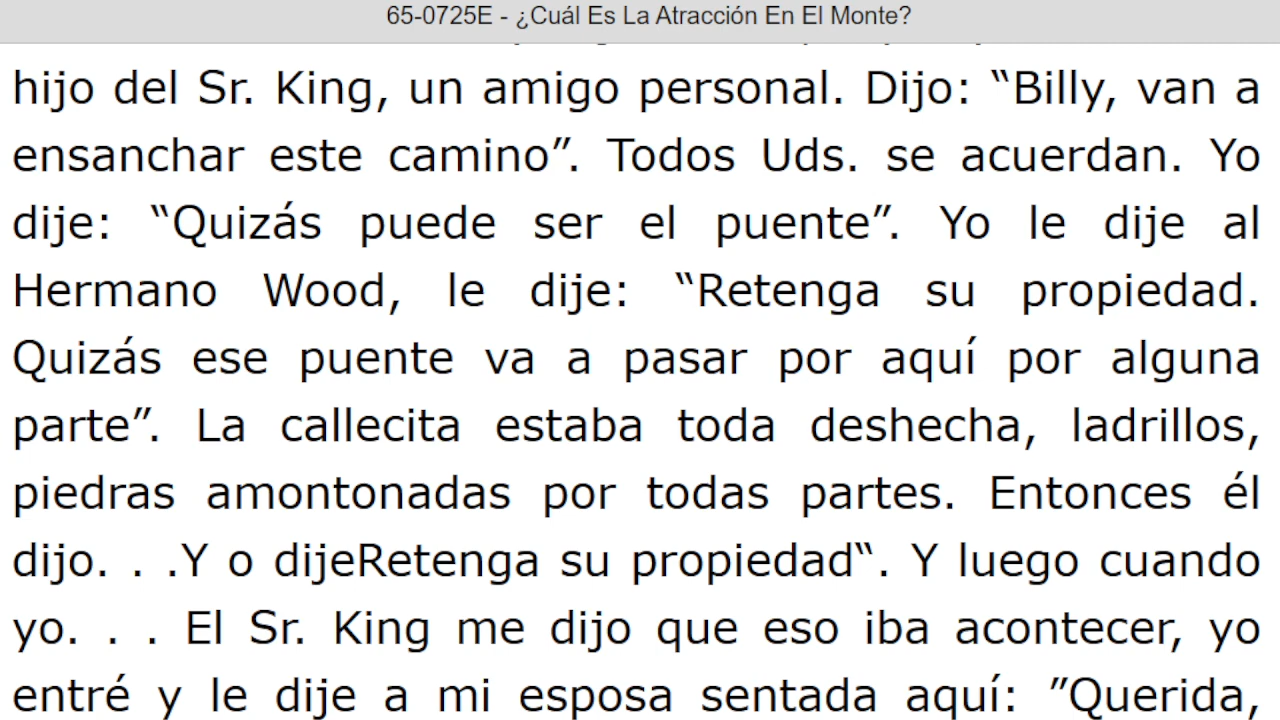 65-0725E - ¿Cuál Es La Atracción En El Monte?
hijo del Sr. King, un amigo personal. Dijo: “Billy, van a
ensanchar este camino”. Todos Uds. se acuerdan. Yo
dije: “Quizás puede ser el puente”. Yo le dije al
Hermano Wood, le dije: “Retenga su propiedad.
Quizás ese puente va a pasar por aquí por alguna
parte”. La callecita estaba toda deshecha, ladrillos,
piedras amontonadas por todas partes. Entonces él
dijo. . .Y o dijeRetenga su propiedad“. Y luego cuando
yo. . . El Sr. King me dijo que eso iba acontecer, yo
entré y le dije a mi esposa sentada aquí: ”Querida,